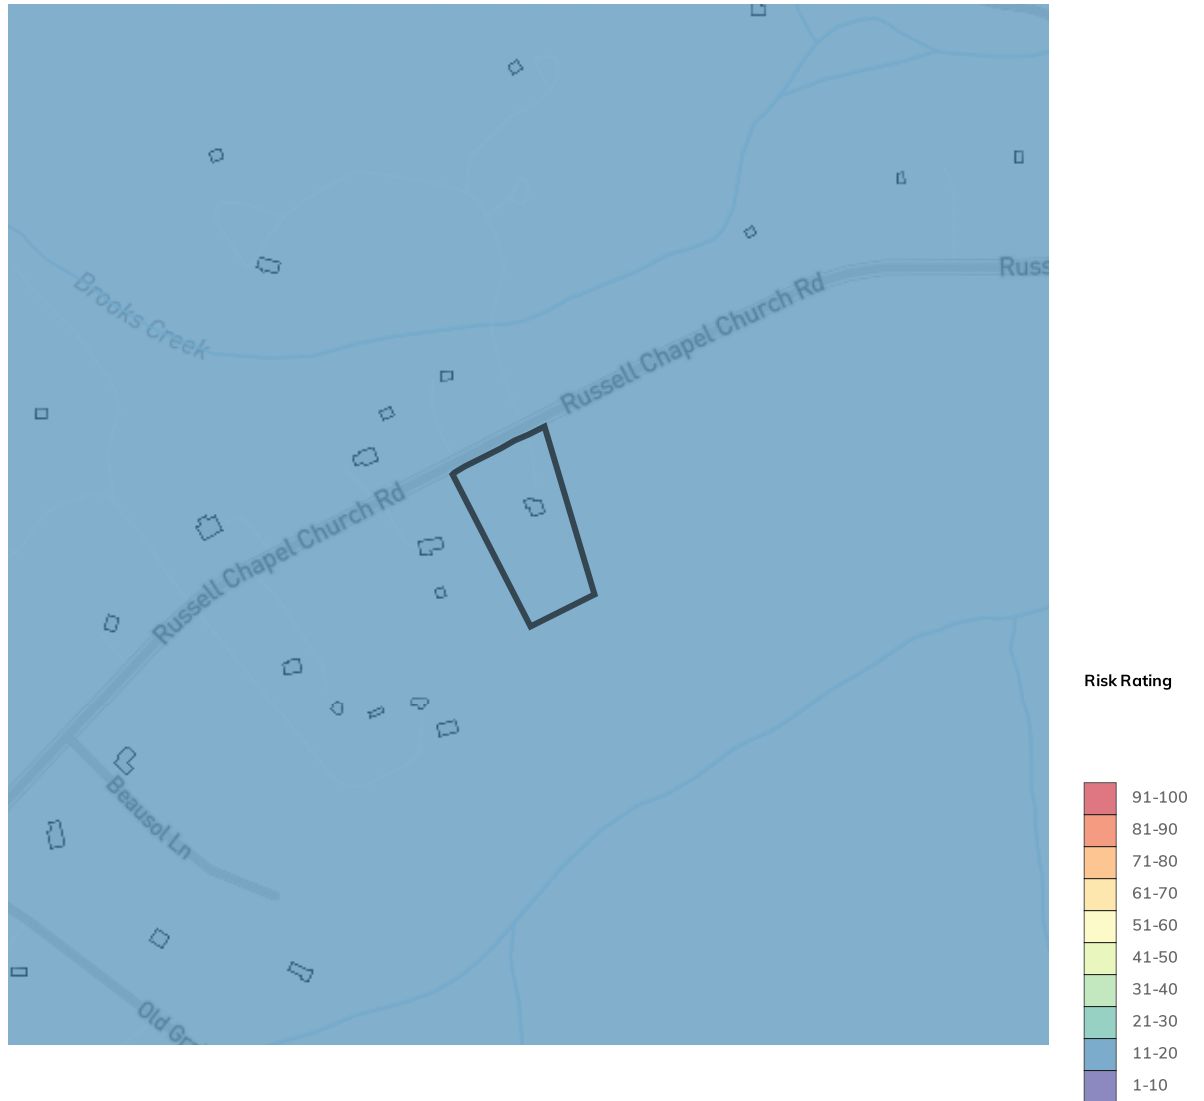 Brooks Creek
Russell Chapel Church Rd
Russ
Russell Chapel Church Rd
Beausol Ln
Old Gr
Risk Rating
91-100
81-90
71-80
61-70
51-60
41-50
31-40
21-30
11-20
1-10